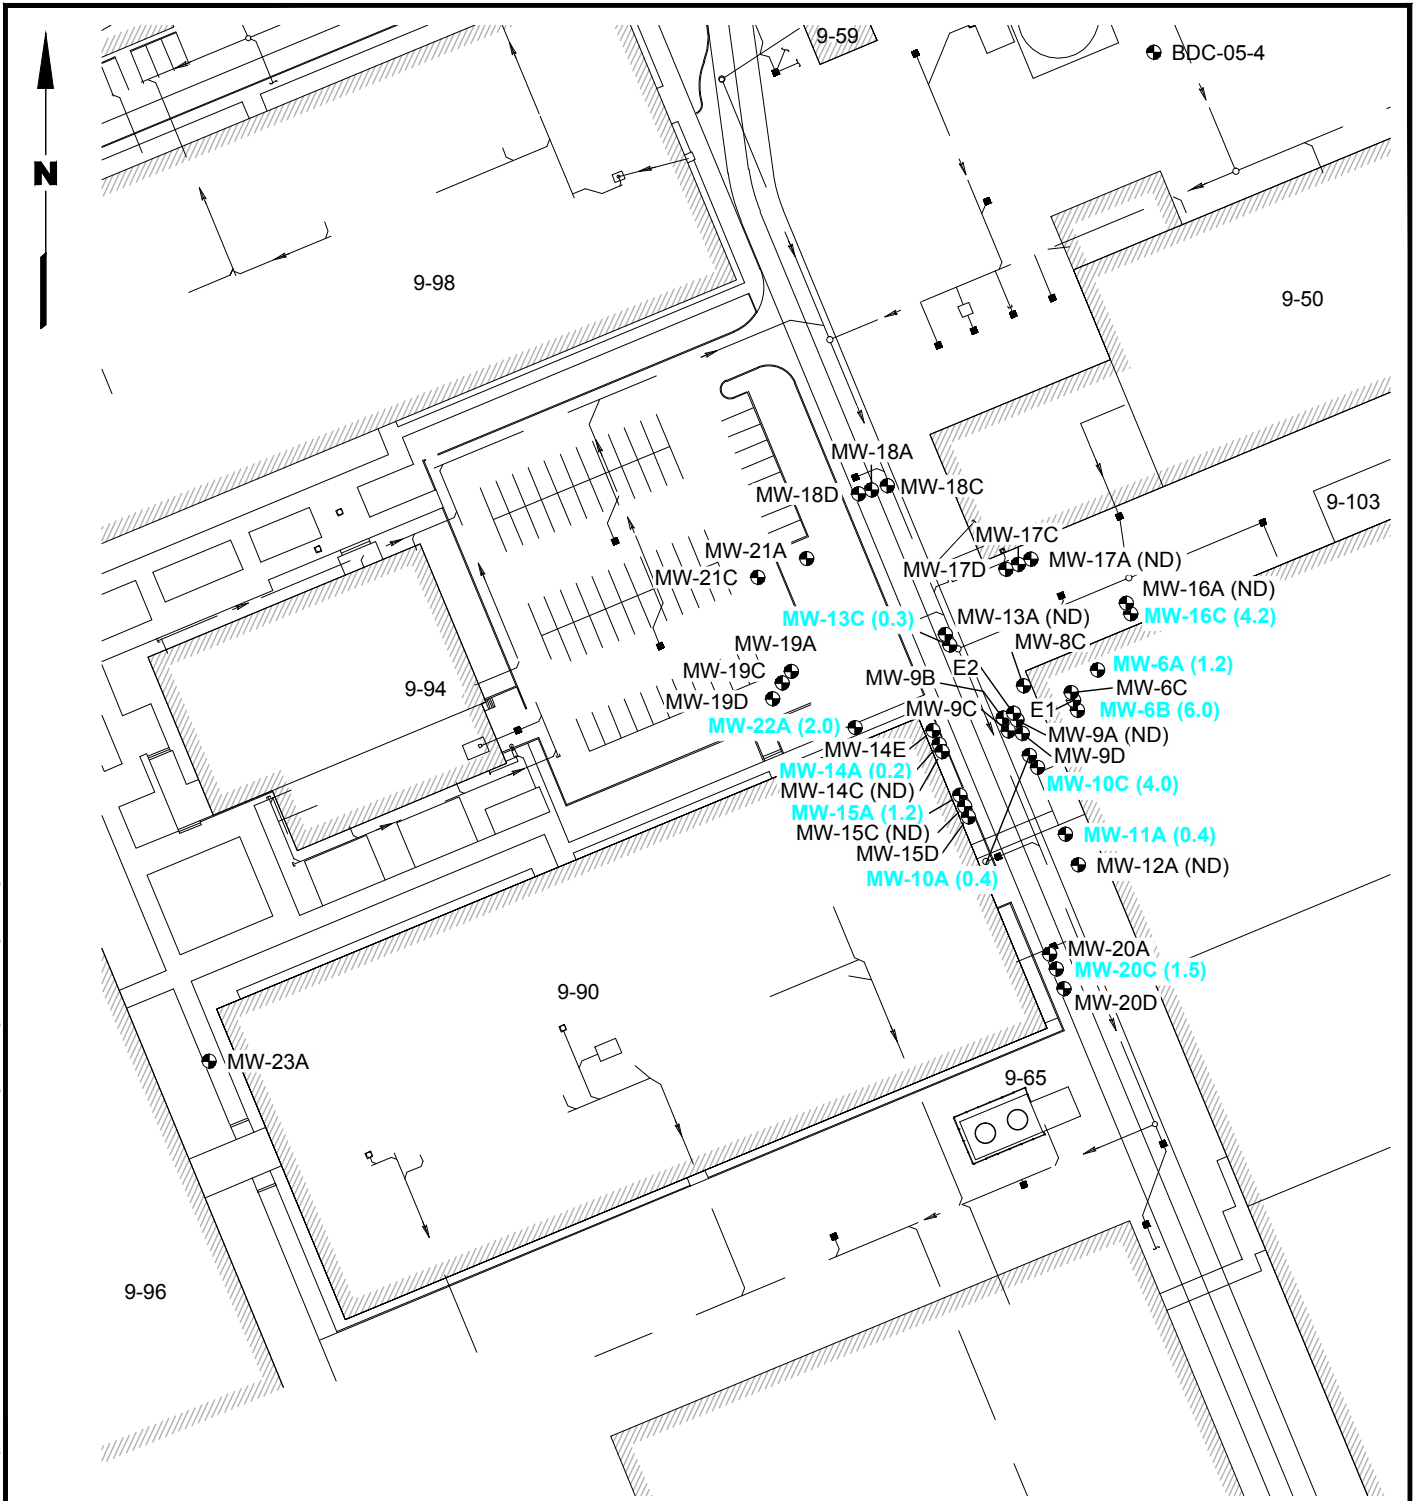 9-59
BDC-05-4
N
9-98
9-50
MW-18A
MW-18D
MW-18C
9-103
MW-17C
MW-21A
MW-17A (ND)
MW-21C
MW-17D
MW-16A (ND)
MW-13C (0.3)
MW-13A (ND)
MW-16C (4.2)
MW-8C
MW-19A
E2
MW-6A (1.2)
MW-19C
MW-9B
9-94
MW-6C
MW-19D
MW-9C
E1
MW-6B (6.0)
MW-22A (2.0)
MW-9A (ND)
MW-14E
MW-9D
MW-14A (0.2)
MW-10C (4.0)
MW-14C (ND)
MW-15A (1.2)
MW-15C (ND)
MW-11A (0.4)
MW-15D
MW-12A (ND)
MW-10A (0.4)
MW-20A
MW-20C (1.5)
9-90
MW-20D
MW-23A
9-65
9-96